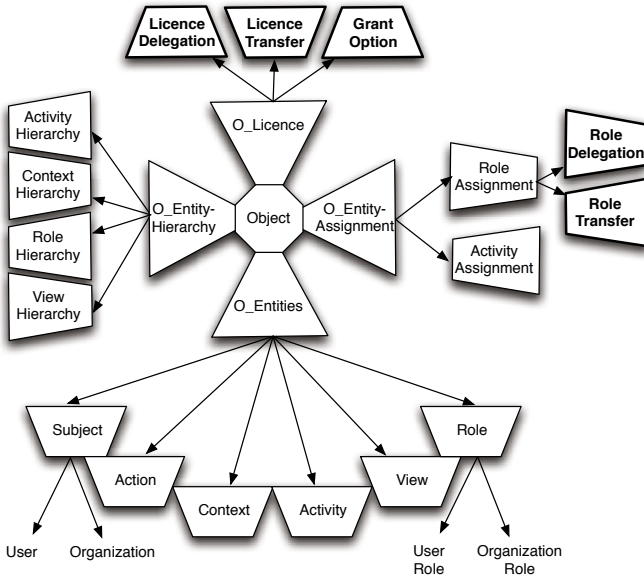 Licence
Delegation
Licence
Transfer
Grant
Option
O_Licence
Activity
Hierarchy
Context
Hierarchy
Role
Hierarchy
View
Hierarchy
O_Entity-
Hierarchy
Object
O_Entity-
Assignment
Role
Assignment
Activity
Assignment
Role
Delegation
Role
Transfer
O_Entities
Subject
Action
Context
Activity
View
Role
User
Organization
User
Role
Organization
Role